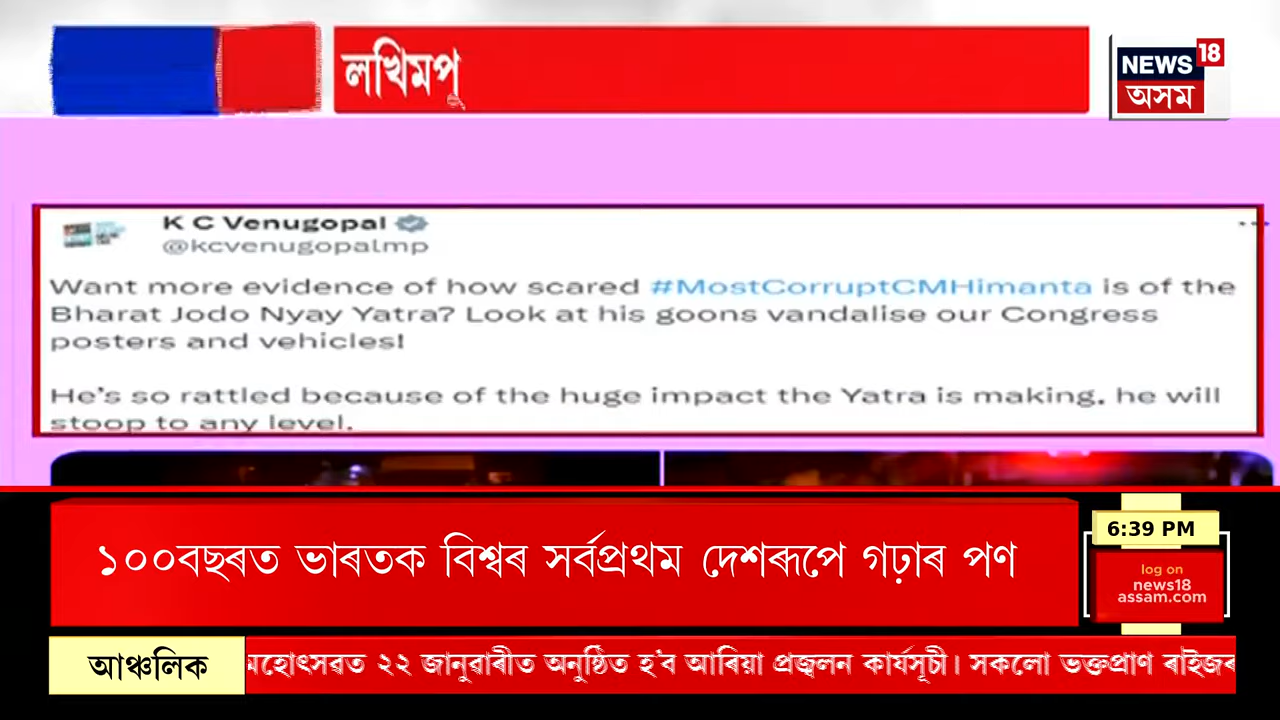 লখিমপू
NEWS 18
অসম
K C Venugopal
@kcvenugopalmp
Want more evidence of how scared #MostCorruptCMHimanta is of the
Bharat Jodo Nyay Yatra? Look at his goons vandalise our Congress
posters and vehicles!
He's so rattled because of the huge impact the Yatra is making, he will
stoop to any level.
১০০বছৰত ভাৰতক বিশ্বৰ সৰ্বপ্ৰথম দেশৰূপে গঢ়াৰ পণ
6:39 PM
log on
news18
assam.com
আঞ্চলিক
মহোৎসৱত ২২ জানুৱাৰীত অনুষ্ঠিত হ'ব আৰিয়া প্ৰজ্বলন কাৰ্যসূচী। সকলো ভক্তপ্ৰাণ ৰাইজৰ